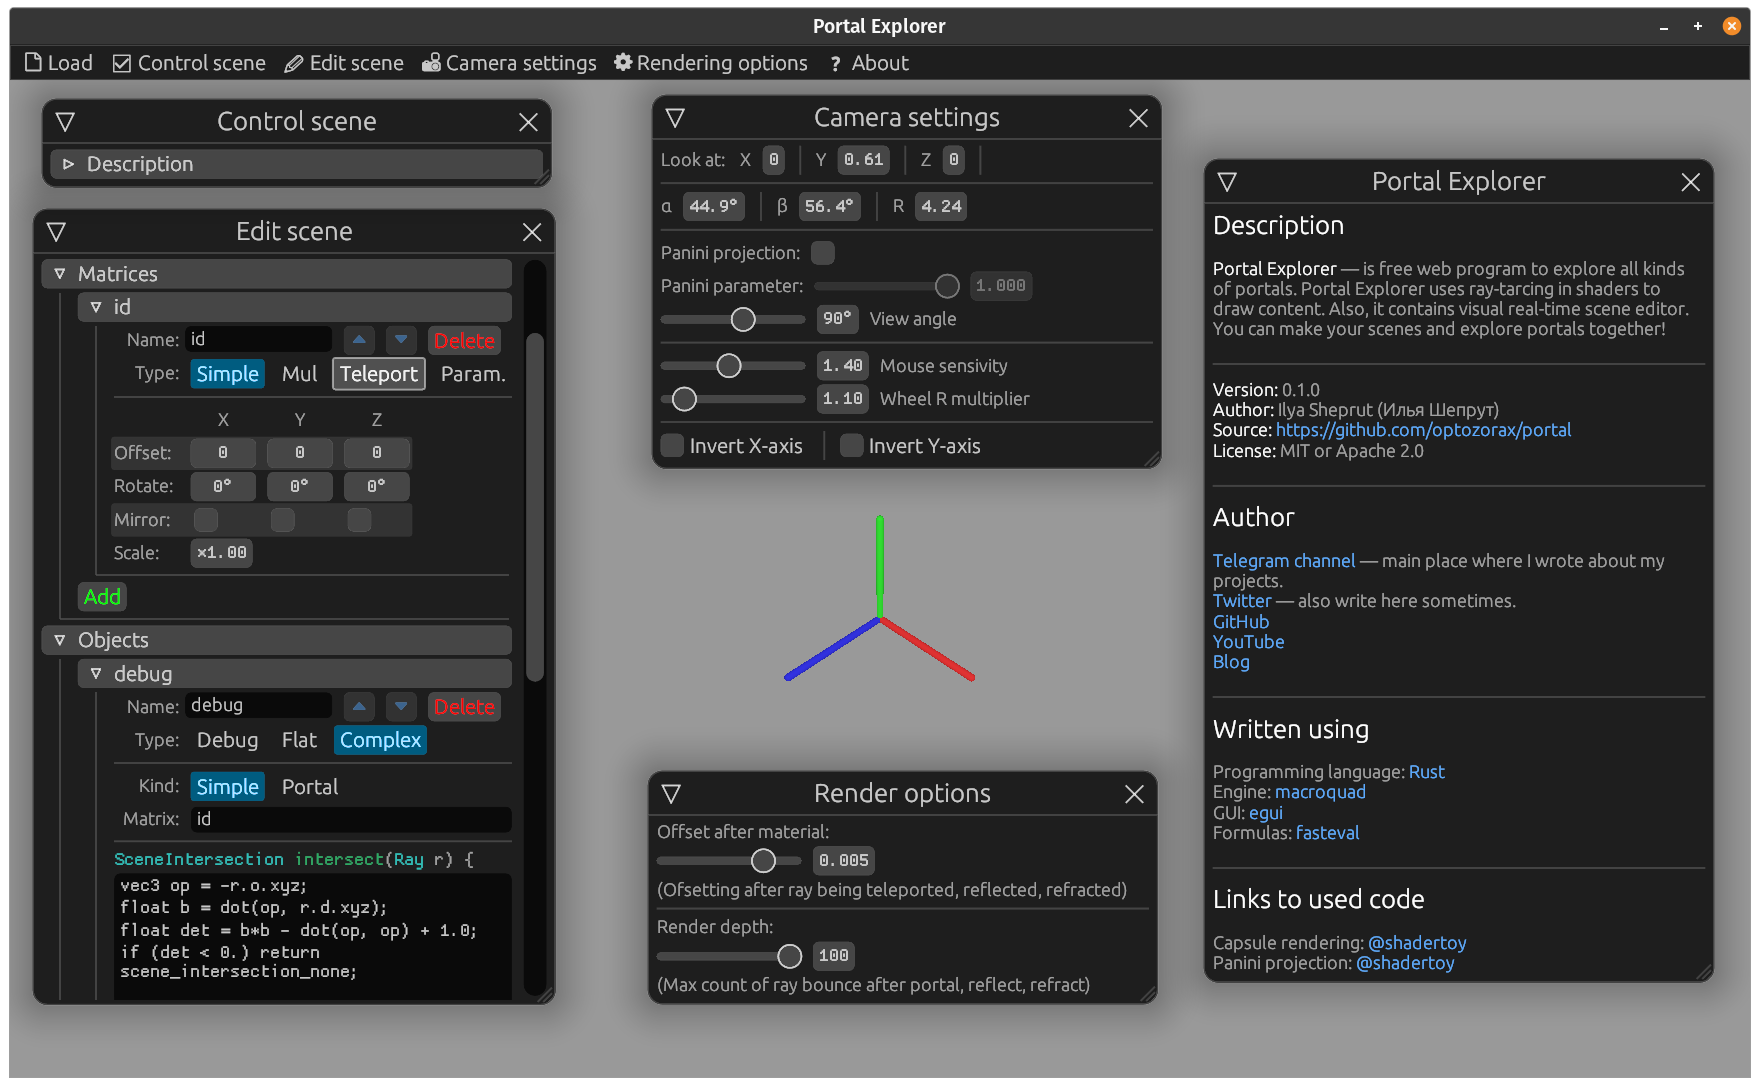 Portal Explorer
Load Control scene Edit scene Camera settings Rendering options ? About
Control scene
Description
Edit scene
Matrices
id
Name: id Delete
Type: Simple Mul Teleport Param.
X Y Z
Offset: 0 0 0
Rotate: 0° 0° 0°
Mirror:
Scale: ×1.00
Add
Objects
debug
Name: debug Delete
Type: Debug Flat Complex
Kind: Simple Portal
Matrix: id
SceneIntersection intersect(Ray r) {
vec3 op = -r.o.xyz;
float b = dot(op, r.d.xyz);
float det = b*b - dot(op, op) + 1.0;
if (det < 0.) return
scene_intersection_none;
Camera settings
Look at: X 0 Y 0.61 Z 0
α 44.9° β 56.4° R 4.24
Panini projection:
Panini parameter: 1.000
90° View angle
1.40 Mouse sensivity
1.10 Wheel R multiplier
Invert X-axis Invert Y-axis
Render options
Offset after material:
0.005
(Ofsetting after ray being teleported, reflected, refracted)
Render depth:
100
(Max count of ray bounce after portal, reflect, refract)
Portal Explorer
Description
Portal Explorer — is free web program to explore all kinds
of portals. Portal Explorer uses ray-tarcing in shaders to
draw content. Also, it contains visual real-time scene editor.
You can make your scenes and explore portals together!
Version: 0.1.0
Author: Ilya Sheprut (Илья Шепрут)
Source: https://github.com/optozorax/portal
License: MIT or Apache 2.0
Author
Telegram channel — main place where I wrote about my
projects.
Twitter — also write here sometimes.
GitHub
YouTube
Blog
Written using
Programming language: Rust
Engine: macroquad
GUI: egui
Formulas: fasteval
Links to used code
Capsule rendering: @shadertoy
Panini projection: @shadertoy